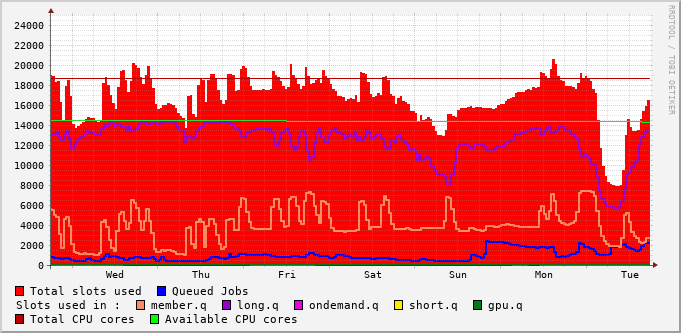 24000
22000
20000
18000
16000
14000
12000
10000
8000
6000
4000
2000
0
Wed Thu Fri Sat Sun Mon Tue
RRDTOOL / TOBI OETIKER
Total slots used Queued Jobs
Slots used in : member.q long.q ondemand.q short.q gpu.q
Total CPU cores Available CPU cores